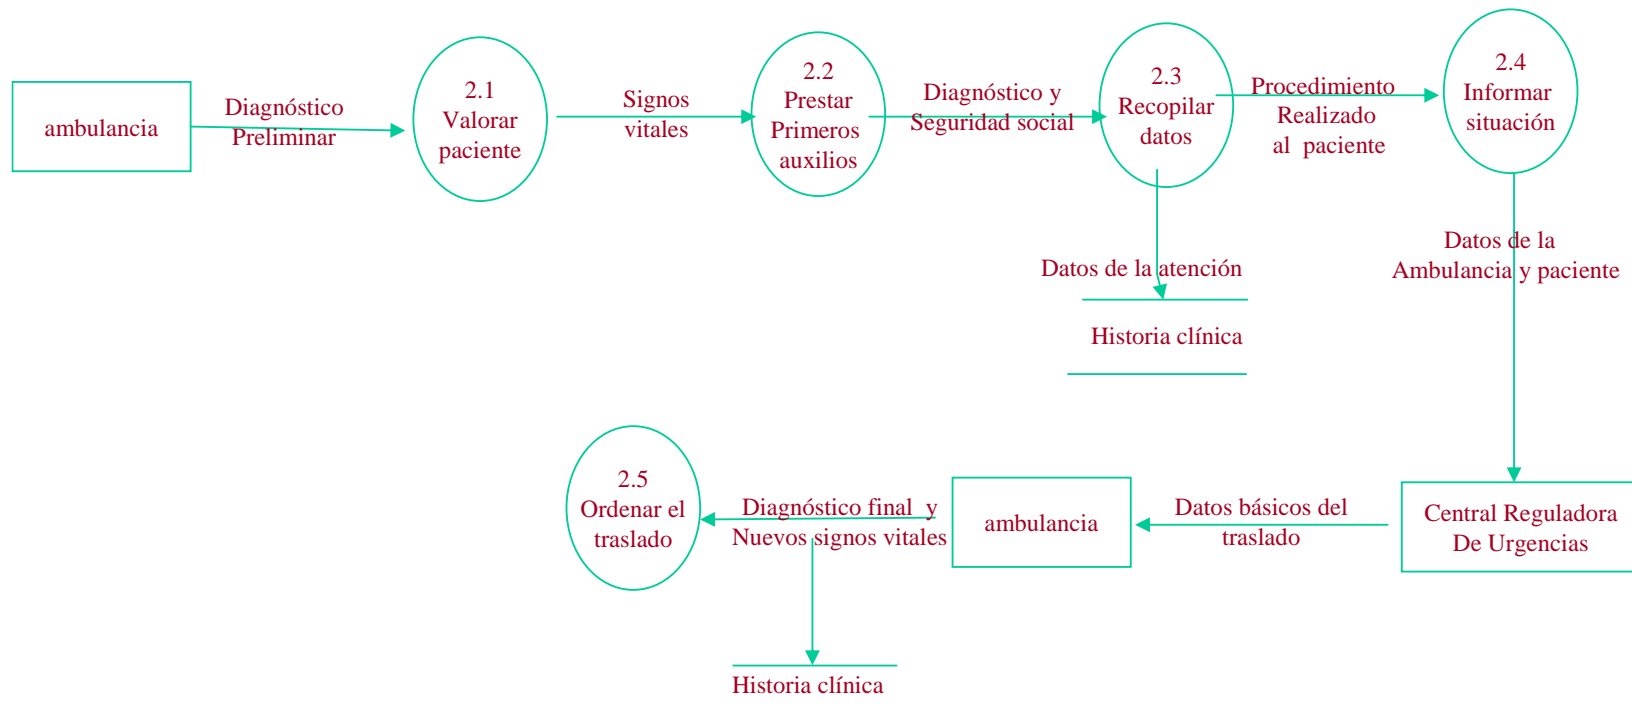 ambulancia
Diagnóstico
Preliminar
2.1
Valorar
paciente
Signos
vitales
2.2
Prestar
Primeros
auxilios
Diagnóstico y
Seguridad social
2.3
Recopilar
datos
Procedimiento
Realizado
al paciente
2.4
Informar
situación
Datos de la atención
Historia clínica
Datos de la
Ambulancia y paciente
2.5
Ordenar el
traslado
Diagnóstico final y
Nuevos signos vitales
ambulancia
Datos básicos del
traslado
Central Reguladora
De Urgencias
Historia clínica